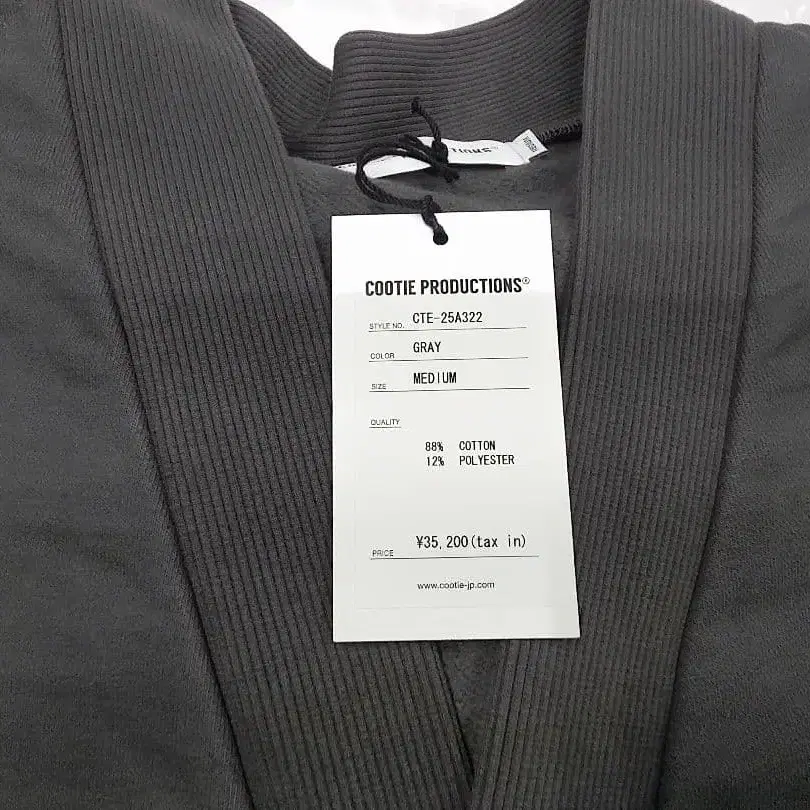 MEDIUM
COOTIE PRODUCTIONS®
STYLE NO. CTE-25A322
COLOR GRAY
SIZE MEDIUM
QUALITY
88% COTTON
12% POLYESTER
PRICE ¥35,200(tax in)
www.cootie-jp.com